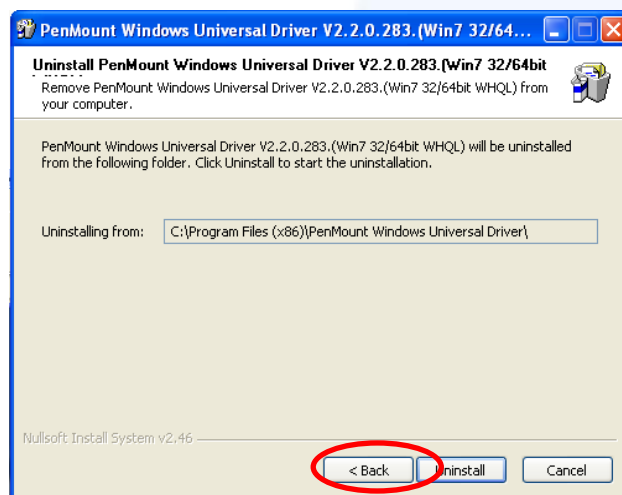 PenMount Windows Universal Driver V2.2.0.283.(Win7 32/64...
Uninstall PenMount Windows Universal Driver V2.2.0.283.(Win7 32/64bit
Remove PenMount Windows Universal Driver V2.2.0.283.(Win7 32/64bit WHQL) from
your computer.
PenMount Windows Universal Driver V2.2.0.283.(Win7 32/64bit WHQL) will be uninstalled
from the following folder. Click Uninstall to start the uninstallation.
Uninstalling from: C:\Program Files (x86)\PenMount Windows Universal Driver\
Nullsoft Install System v2.46
< Back Uninstall Cancel